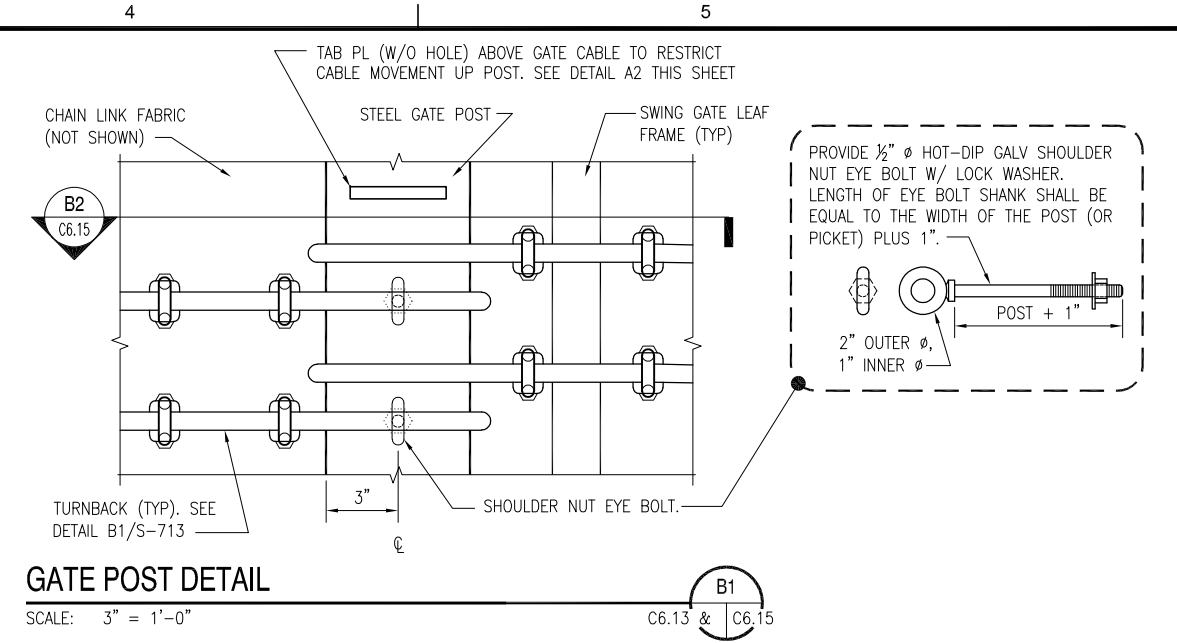 4
5
TAB PL (W/O HOLE) ABOVE GATE CABLE TO RESTRICT
CABLE MOVEMENT UP POST. SEE DETAIL A2 THIS SHEET
CHAIN LINK FABRIC
(NOT SHOWN)
STEEL GATE POST
SWING GATE LEAF
FRAME (TYP)
B2
C6.15
PROVIDE ½" ø HOT-DIP GALV SHOULDER
NUT EYE BOLT W/ LOCK WASHER.
LENGTH OF EYE BOLT SHANK SHALL BE
EQUAL TO THE WIDTH OF THE POST (OR
PICKET) PLUS 1".
POST + 1"
2" OUTER ø,
1" INNER ø
3"
SHOULDER NUT EYE BOLT.
TURNBACK (TYP). SEE
DETAIL B1/S-713
℄
GATE POST DETAIL
SCALE: 3" = 1'-0"
B1
C6.13 & C6.15